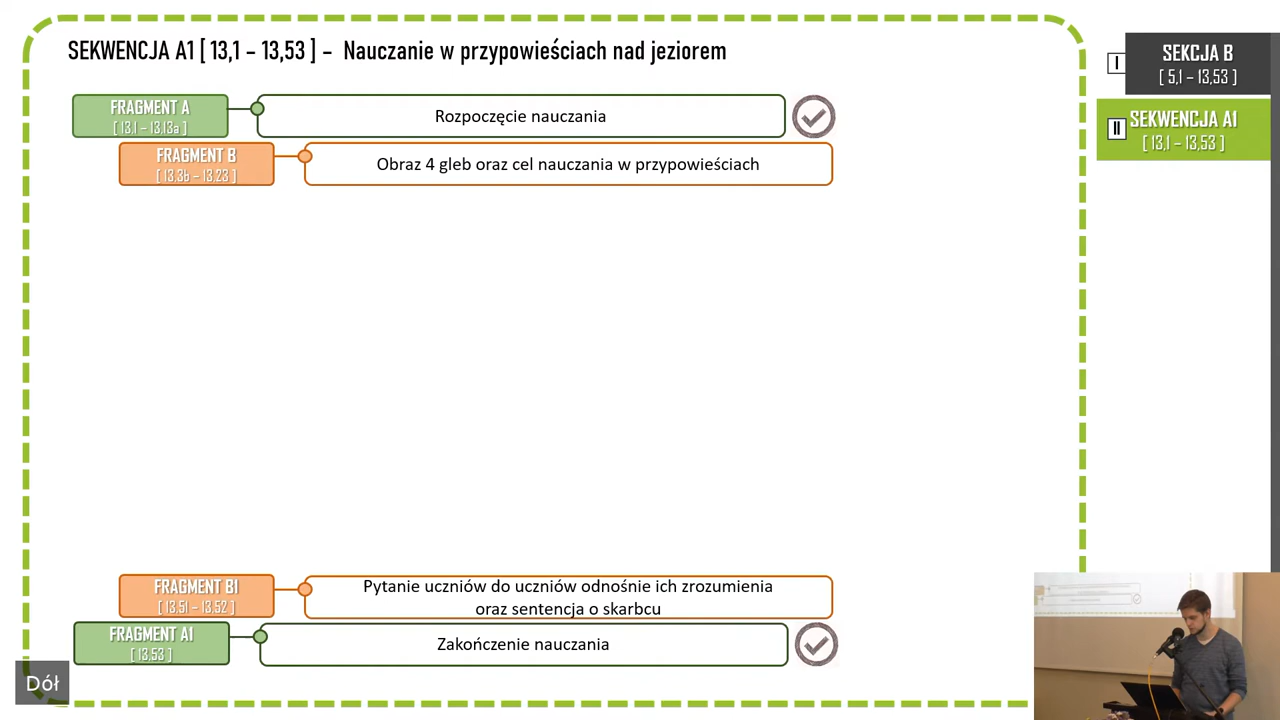 SEKWENCJA A1 [ 13,1 – 13,53 ] – Nauczanie w przypowieściach nad jeziorem
FRAGMENT A
[ 13,1 – 13,13a ]
Rozpoczęcie nauczania
FRAGMENT B
[ 13,3b – 13,23 ]
Obraz 4 gleb oraz cel nauczania w przypowieściach
FRAGMENT B1
[ 13,51 – 13,52 ]
Pytanie uczniów do uczniów odnośnie ich zrozumienia
oraz sentencja o skarbcu
FRAGMENT A1
[ 13,53 ]
Zakończenie nauczania
Dół
I
SEKCJA B
[ 5,1 – 13,53 ]
II
SEKWENCJA A1
[ 13,1 – 13,53 ]